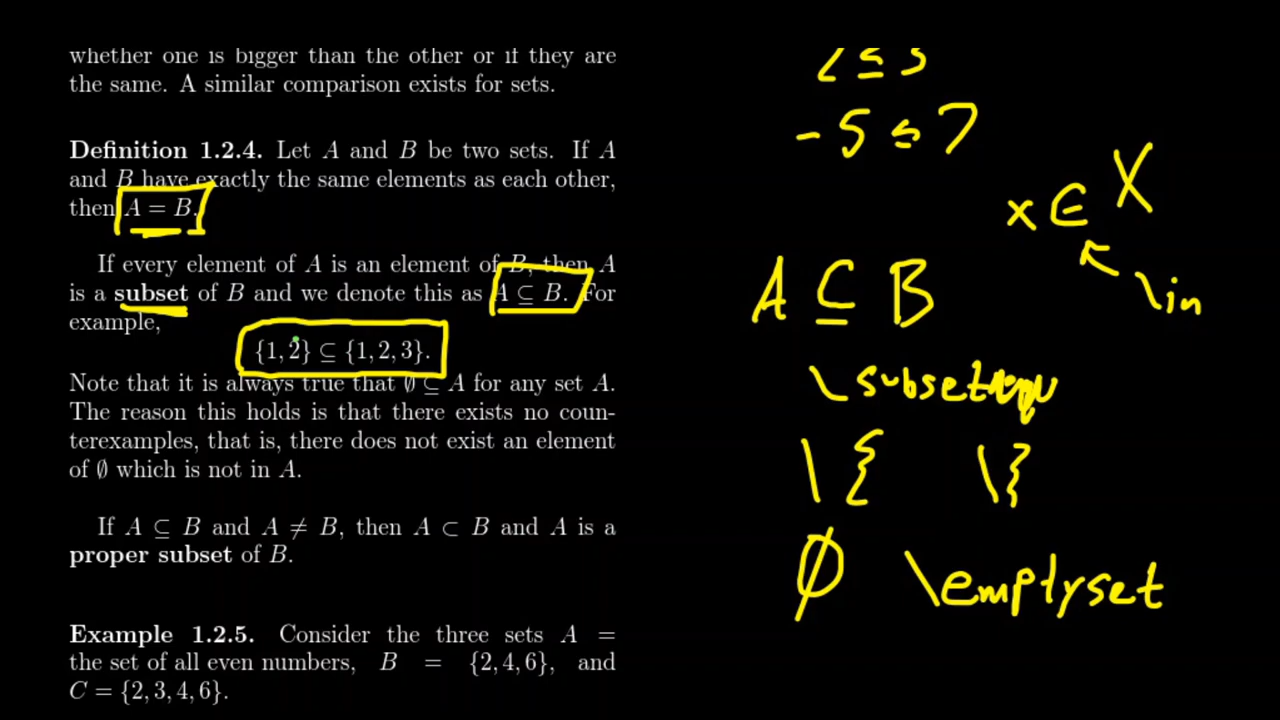 whether one is bigger than the other or if they are
the same. A similar comparison exists for sets.
Definition 1.2.4. Let A and B be two sets. If A
and B have exactly the same elements as each other,
then A = B.
If every element of A is an element of B, then A
is a subset of B and we denote this as A ⊆ B. For
example,
{1, 2} ⊆ {1, 2, 3}.
Note that it is always true that ∅ ⊆ A for any set A.
The reason this holds is that there exists no coun-
terexamples, that is, there does not exist an element
of ∅ which is not in A.
If A ⊆ B and A ≠ B, then A ⊂ B and A is a
proper subset of B.
Example 1.2.5. Consider the three sets A =
the set of all even numbers, B = {2, 4, 6}, and
C = {2, 3, 4, 6}.
-5 ≤ 7
x ∈ X
\in
A ⊆ B
\{ \}
∅ \emptyset